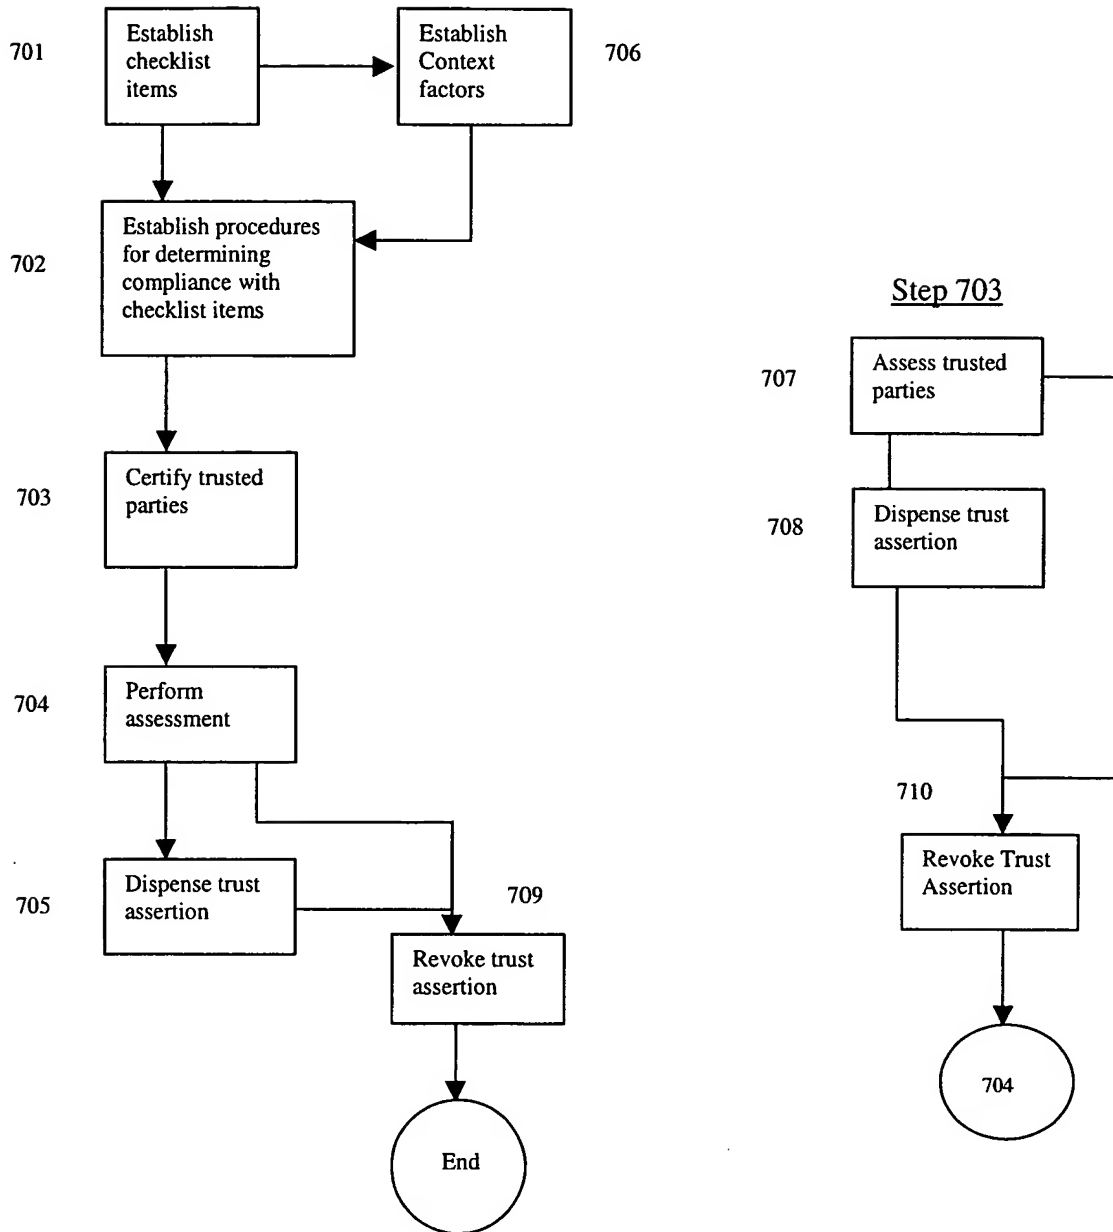 701
Establish
checklist
items
Establish
Context
factors
706
702
Establish procedures
for determining
compliance with
checklist items
703
Certify trusted
parties
704
Perform
assessment
705
Dispense trust
assertion
709
Revoke trust
assertion
End
Step 703
707
Assess trusted
parties
708
Dispense trust
assertion
710
Revoke Trust
Assertion
704